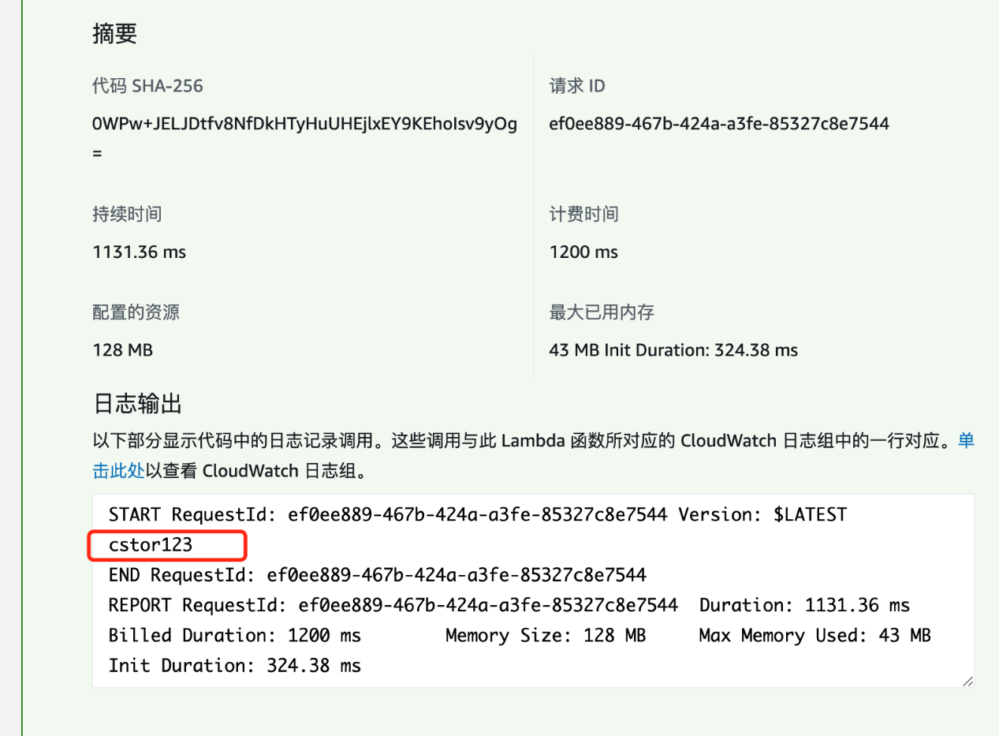 摘要
代码 SHA-256
请求 ID
0WPw+JELJDtfv8NfDkHTyHuUHEjlxEY9KEhoIsv9yOg
=
ef0ee889-467b-424a-a3fe-85327c8e7544
持续时间
计费时间
1131.36 ms
1200 ms
配置的资源
最大已用内存
128 MB
43 MB Init Duration: 324.38 ms
日志输出
以下部分显示代码中的日志记录调用。这些调用与此 Lambda 函数所对应的 CloudWatch 日志组中的一行对应。单
击此处以查看 CloudWatch 日志组。
START RequestId: ef0ee889-467b-424a-a3fe-85327c8e7544 Version: $LATEST
cstor123
END RequestId: ef0ee889-467b-424a-a3fe-85327c8e7544
REPORT RequestId: ef0ee889-467b-424a-a3fe-85327c8e7544 Duration: 1131.36 ms
Billed Duration: 1200 ms Memory Size: 128 MB Max Memory Used: 43 MB
Init Duration: 324.38 ms